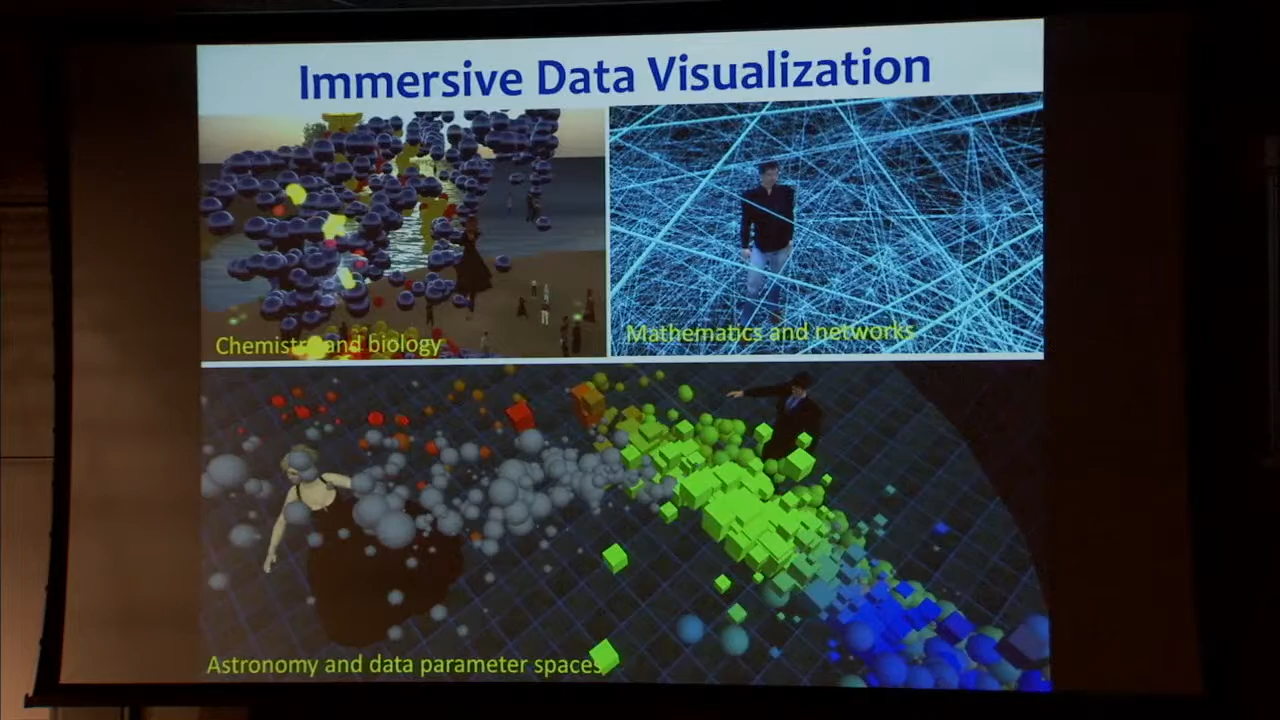 Immersive Data Visualization
Chemistry and biology
Mathematics and networks
Astronomy and data parameter spaces